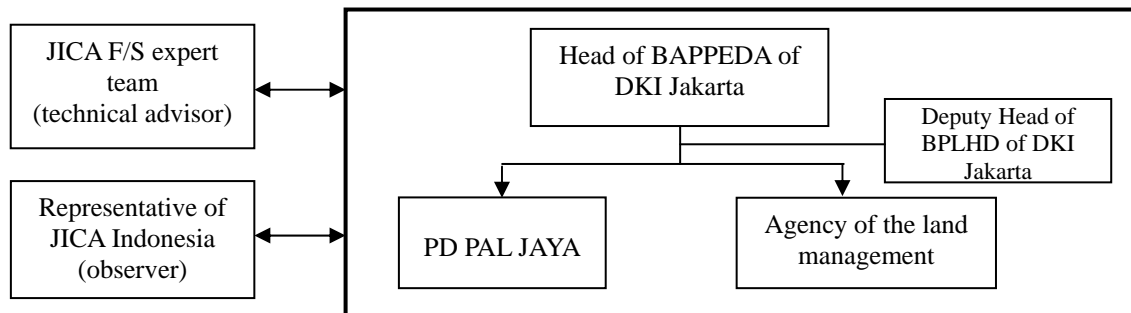 JICA F/S expert
team
(technical advisor)
Head of BAPPEDA of
DKI Jakarta
Deputy Head of
BPLHD of DKI
Jakarta
Representative of
JICA Indonesia
(observer)
PD PAL JAYA
Agency of the land
management